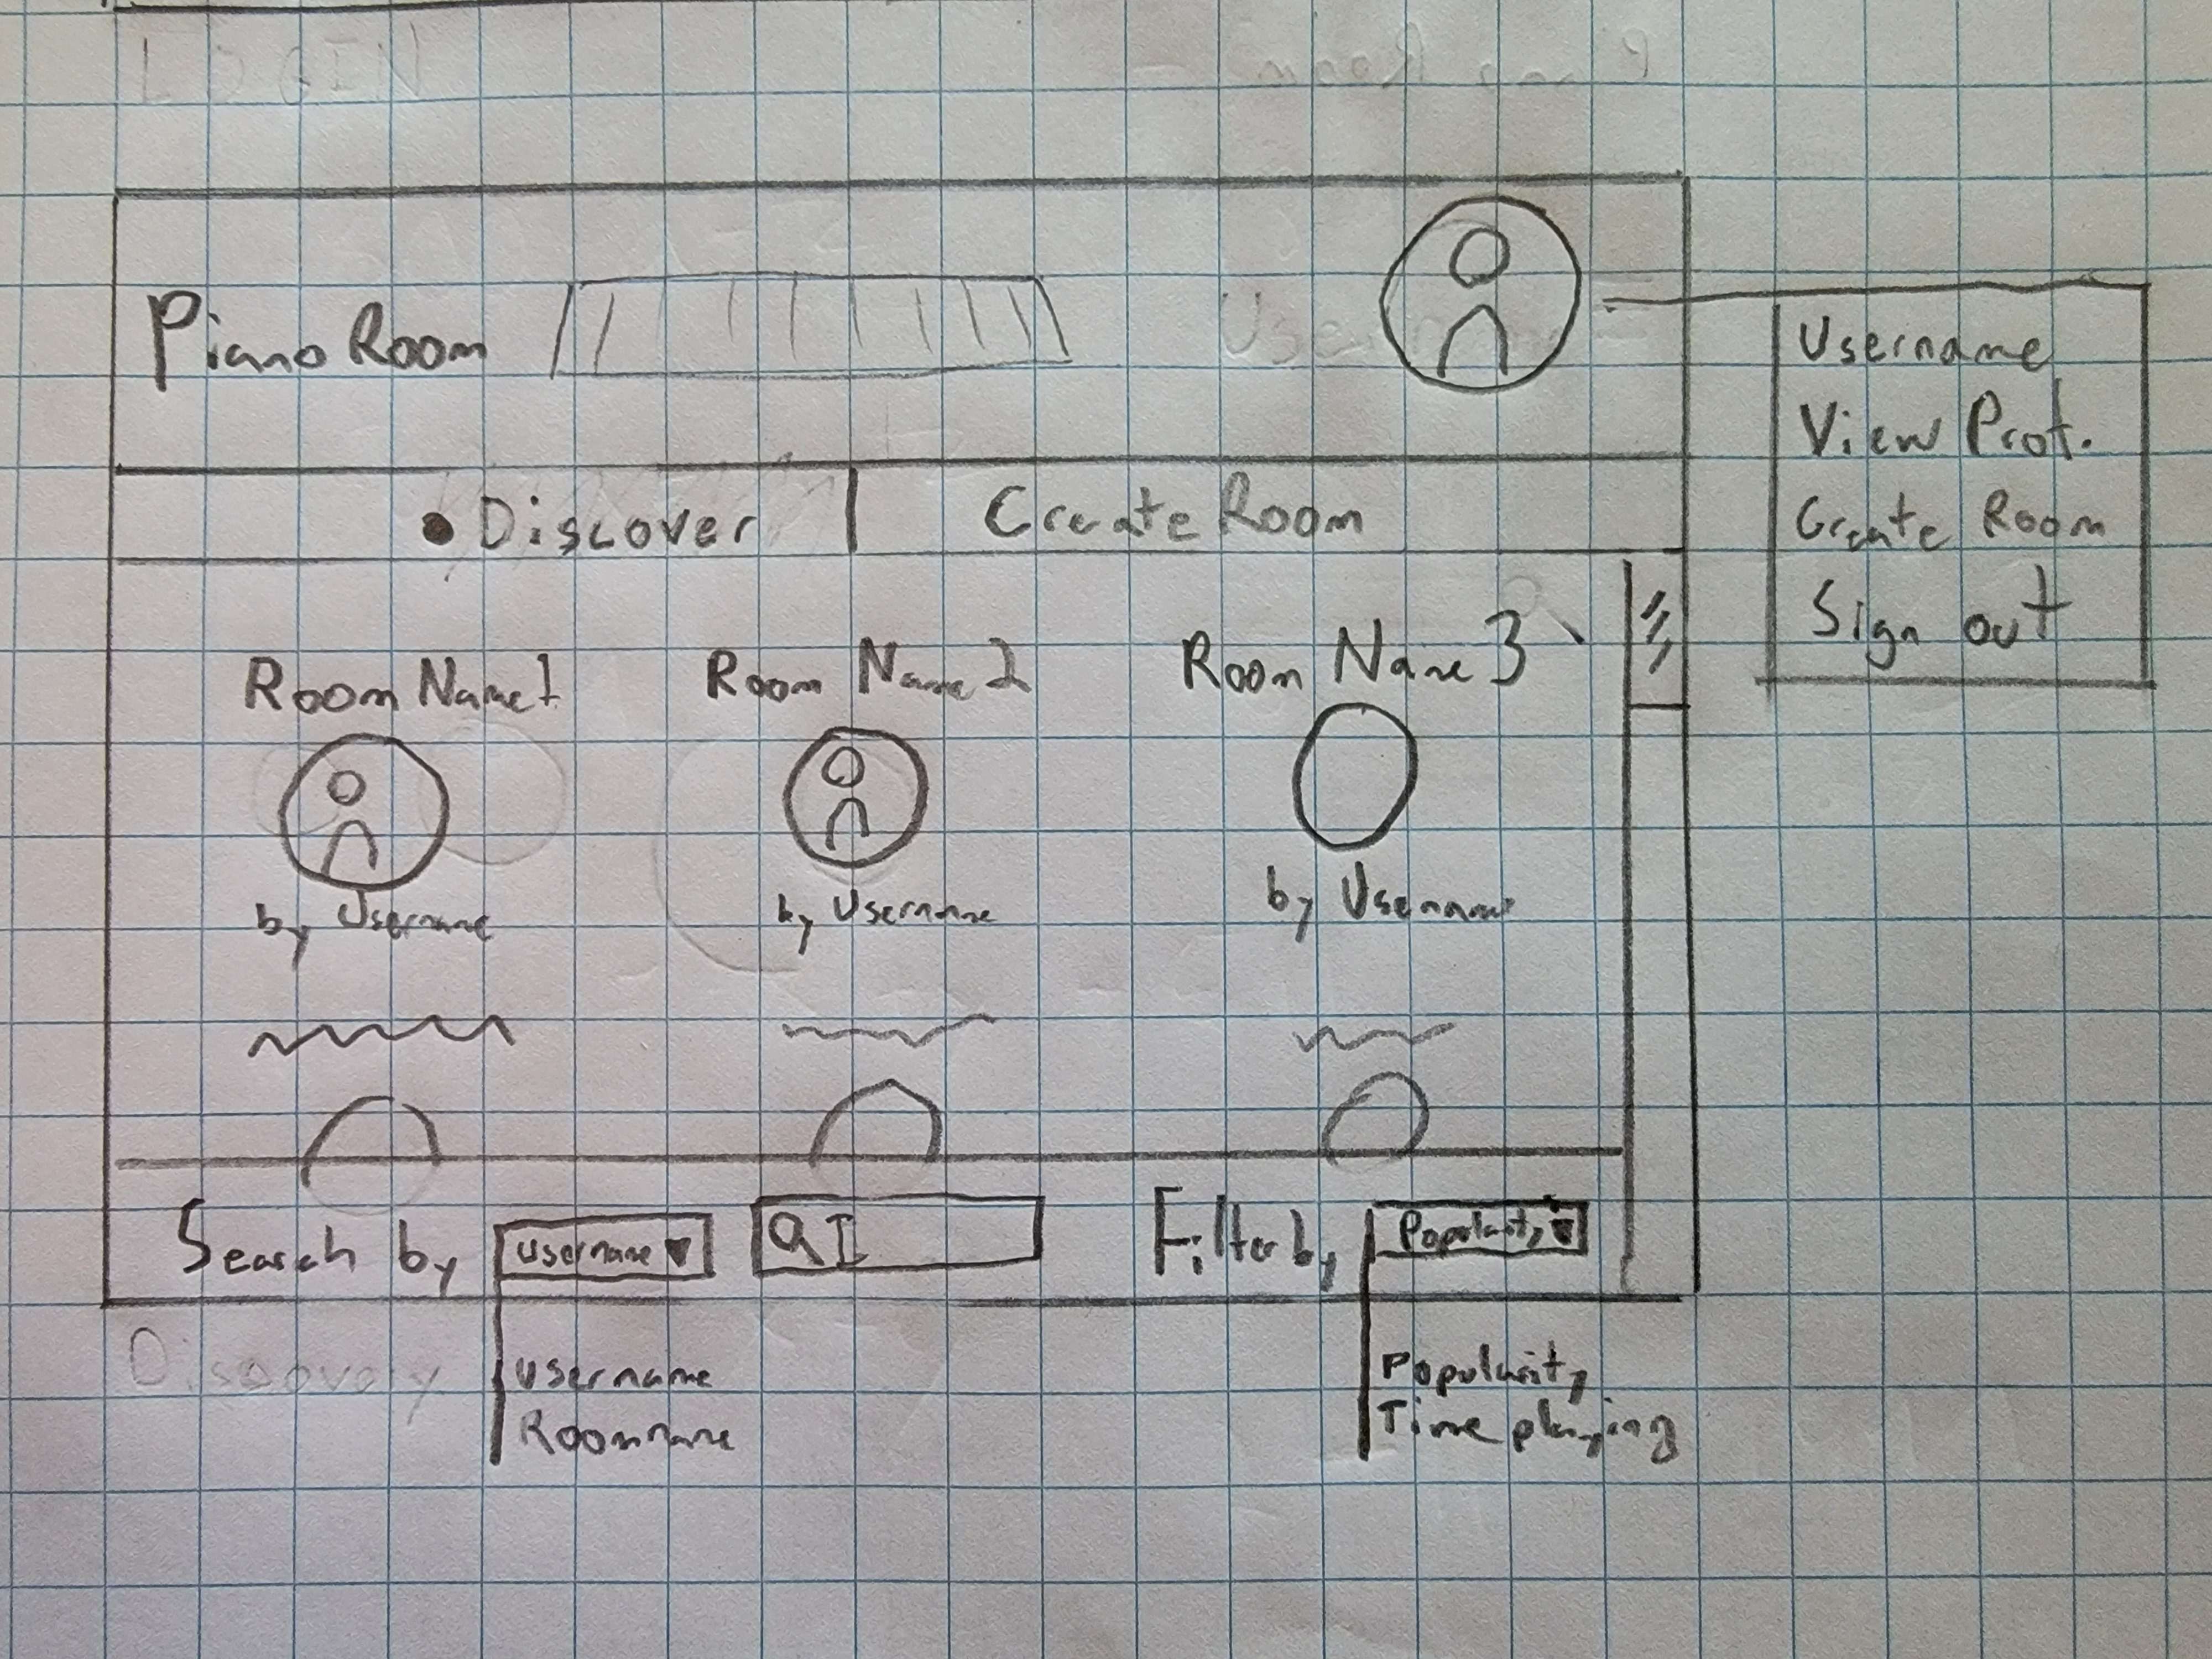 LOGIN
Piano Room
Username
View Prof.
Create Room
Sign out
Discover
Create Room
Room Name 1
Room Name 2
Room Name 3
by Username
by Username
by Username
Search by
Username
Filter by
Popularity
Discovery
Username
Roomname
Popularity
Time playing